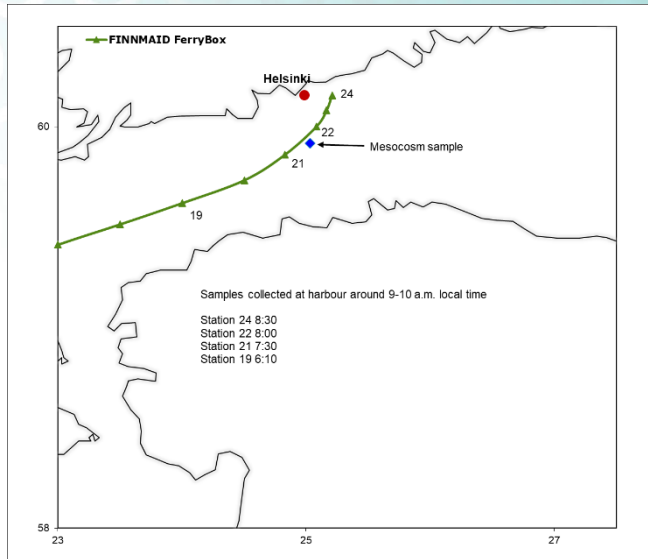 FINNMAID FerryBox
Helsinki
24
60
22
Mesocosm sample
21
19
Samples collected at harbour around 9-10 a.m. local time
Station 24 8:30
Station 22 8:00
Station 21 7:30
Station 19 6:10
58
23
25
27